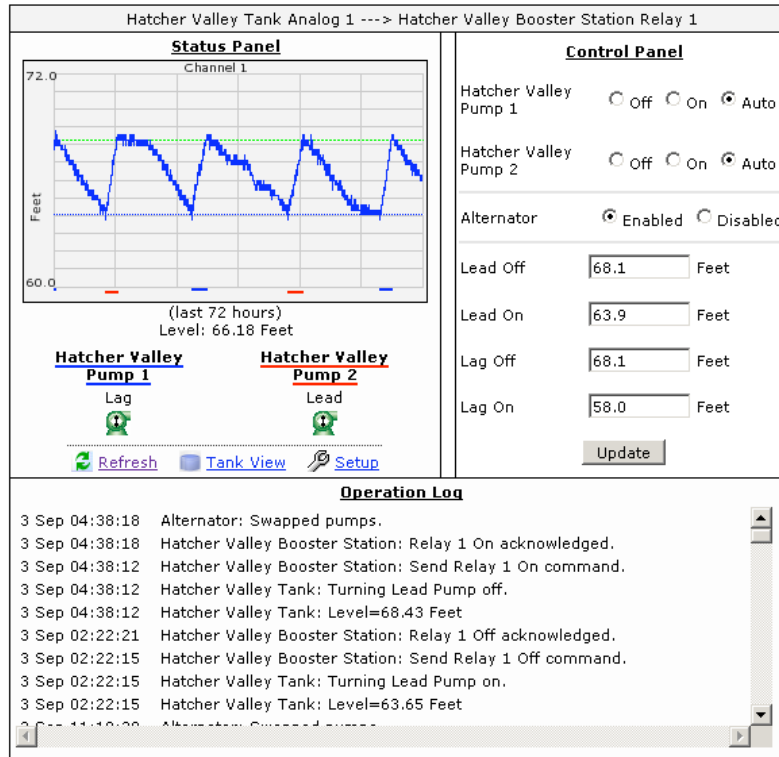 Hatcher Valley Tank Analog 1 ---> Hatcher Valley Booster Station Relay 1
Status Panel
Channel 1
72.0
Feet
60.0
(last 72 hours)
Level: 66.18 Feet
Hatcher Valley Pump 1
Lag
Hatcher Valley Pump 2
Lead
Refresh
Tank View
Setup
Control Panel
Hatcher Valley Pump 1 Off On Auto
Hatcher Valley Pump 2 Off On Auto
Alternator Enabled Disabled
Lead Off 68.1 Feet
Lead On 63.9 Feet
Lag Off 68.1 Feet
Lag On 58.0 Feet
Update
Operation Log
3 Sep 04:38:18 Alternator: Swapped pumps.
3 Sep 04:38:18 Hatcher Valley Booster Station: Relay 1 On acknowledged.
3 Sep 04:38:12 Hatcher Valley Booster Station: Send Relay 1 On command.
3 Sep 04:38:12 Hatcher Valley Tank: Turning Lead Pump off.
3 Sep 04:38:12 Hatcher Valley Tank: Level=68.43 Feet
3 Sep 02:22:21 Hatcher Valley Booster Station: Relay 1 Off acknowledged.
3 Sep 02:22:15 Hatcher Valley Booster Station: Send Relay 1 Off command.
3 Sep 02:22:15 Hatcher Valley Tank: Turning Lead Pump on.
3 Sep 02:22:15 Hatcher Valley Tank: Level=63.65 Feet